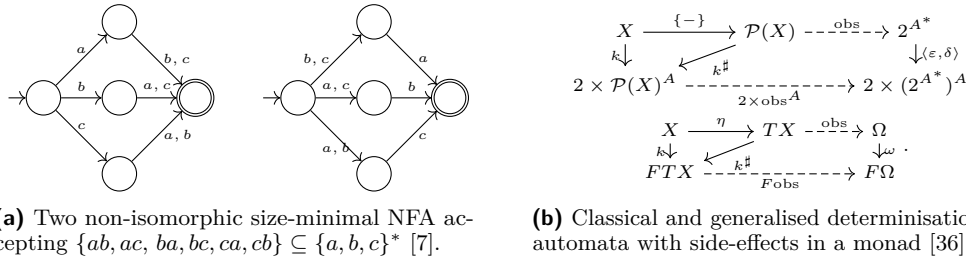 a
b, c
b
a, c
c
a, b
b, c
a
a, c
b
a, b
c
(a) Two non-isomorphic size-minimal NFA ac-
cepting {ab, ac, ba, bc, ca, cb} ⊆ {a, b, c}* [7].
X {−} P(X) obs 2^{A*}
k k♯ ⟨ε, δ⟩
2 × P(X)^A 2×obs^A 2 × (2^{A*})^A
X η TX obs Ω
k k♯ ω .
FTX Fobs FΩ
(b) Classical and generalised determinisatio
automata with side-effects in a monad [36]